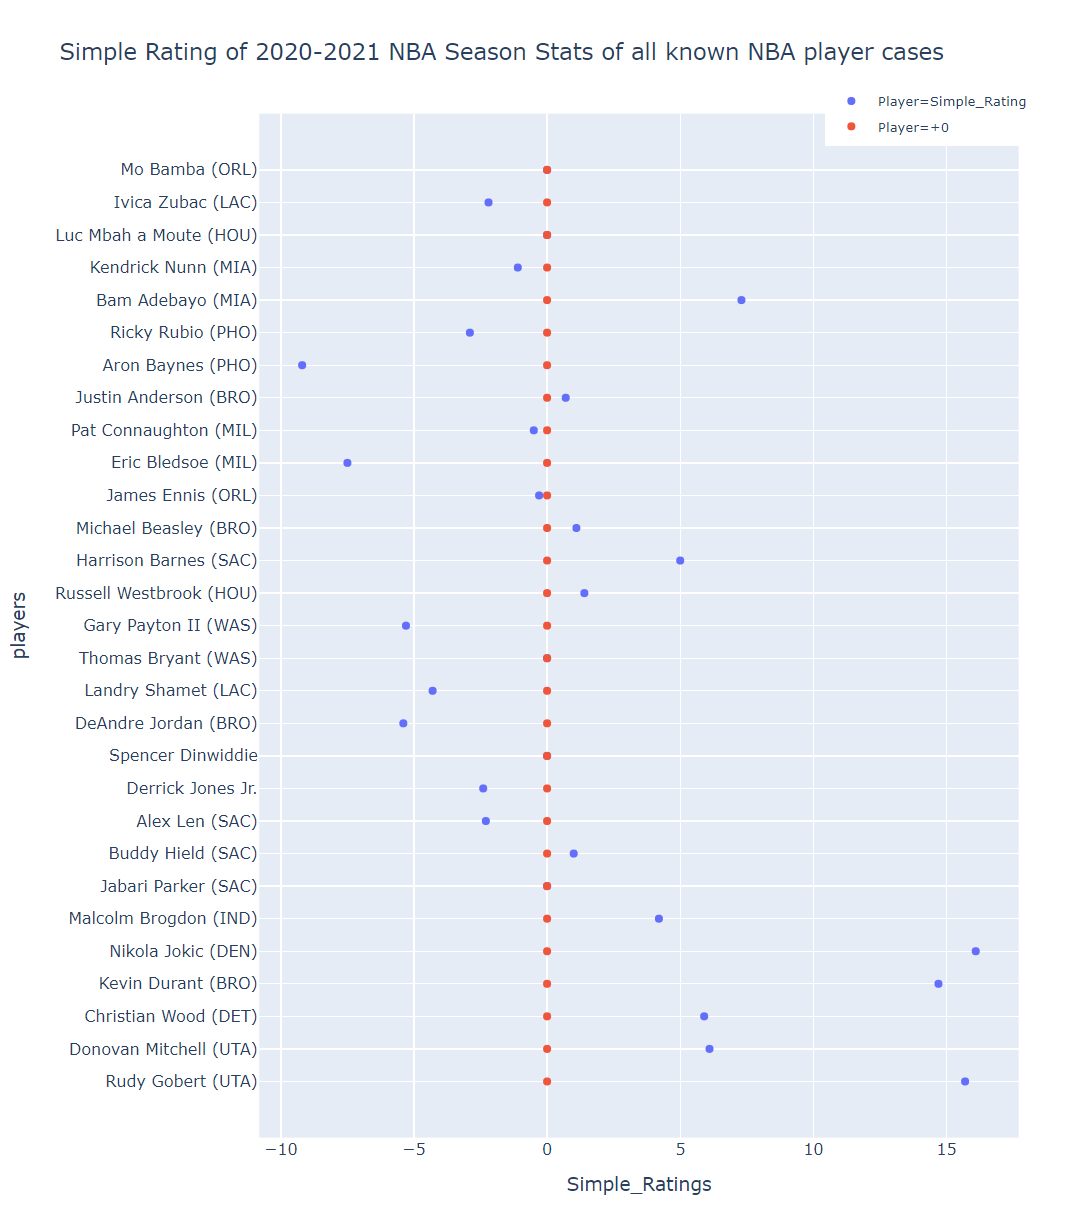 Simple Rating of 2020-2021 NBA Season Stats of all known NBA player cases
Player=Simple_Rating
Player=+0
Mo Bamba (ORL)
Ivica Zubac (LAC)
Luc Mbah a Moute (HOU)
Kendrick Nunn (MIA)
Bam Adebayo (MIA)
Ricky Rubio (PHO)
Aron Baynes (PHO)
Justin Anderson (BRO)
Pat Connaughton (MIL)
Eric Bledsoe (MIL)
James Ennis (ORL)
Michael Beasley (BRO)
Harrison Barnes (SAC)
Russell Westbrook (HOU)
Gary Payton II (WAS)
Thomas Bryant (WAS)
Landry Shamet (LAC)
DeAndre Jordan (BRO)
Spencer Dinwiddie
Derrick Jones Jr.
Alex Len (SAC)
Buddy Hield (SAC)
Jabari Parker (SAC)
Malcolm Brogdon (IND)
Nikola Jokic (DEN)
Kevin Durant (BRO)
Christian Wood (DET)
Donovan Mitchell (UTA)
Rudy Gobert (UTA)
players
−10 −5 0 5 10 15
Simple_Ratings